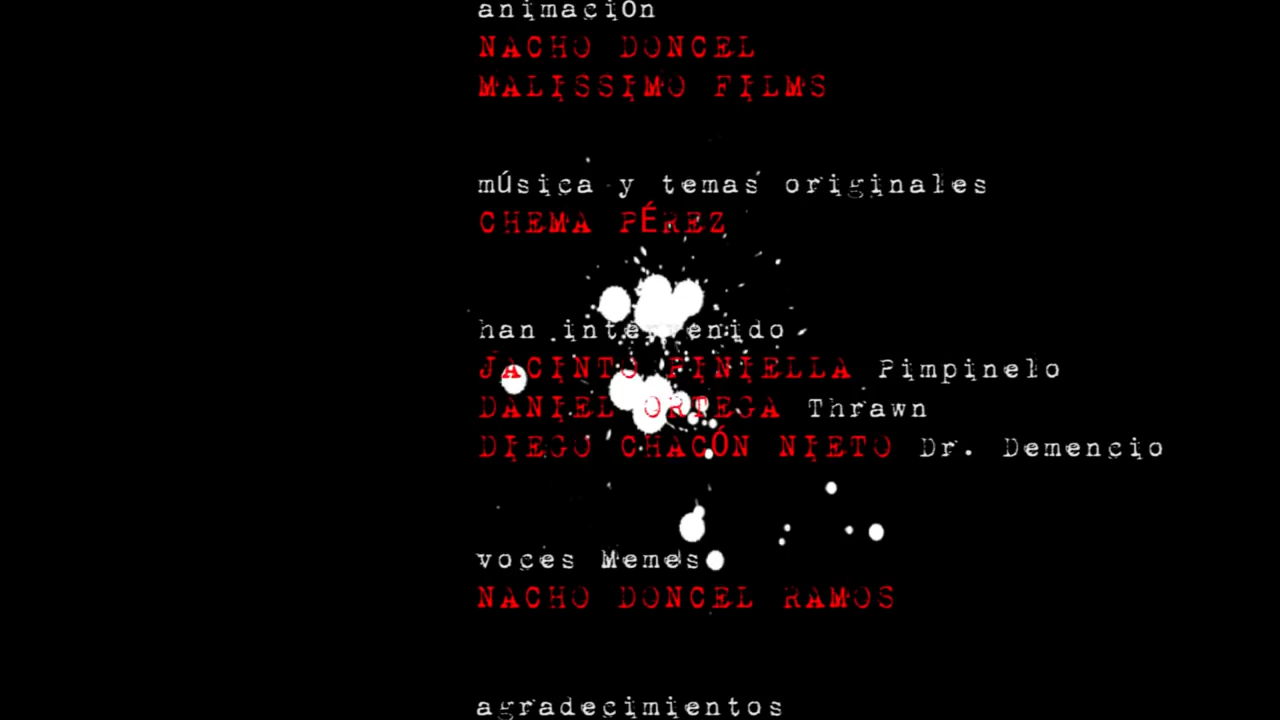 animación
NACHO DONCEL
MALISSIMO FILMS
música y temas originales
CHEMA PÉREZ
han intervenido
JACINTO PINIELLA Pimpinelo
DANIEL ORTEGA Thrawn
DIEGO CHACÓN NIETO Dr. Demencio
voces Memes
NACHO DONCEL RAMOS
agradecimientos